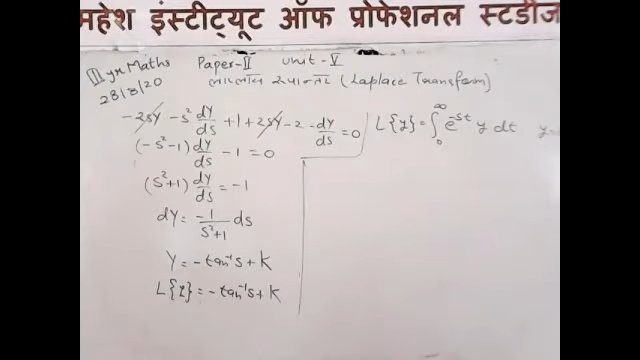 महेश इंस्टीट्यूट ऑफ प्रोफेशनल स्टडीज
III yr Maths Paper-II Unit-V
28/8/20 लाप्लास रूपान्तर (Laplace Transform)
-2sY - s² dY/ds + 1 + 2sY - 2 - dY/ds = 0
(-s²-1) dY/ds - 1 = 0
(s²+1) dY/ds = -1
dY = -1/(s²+1) ds
Y = -tan⁻¹s + K
L{y} = -tan⁻¹s + K
L{y} = ∫₀^∞ e^-st y dt y=